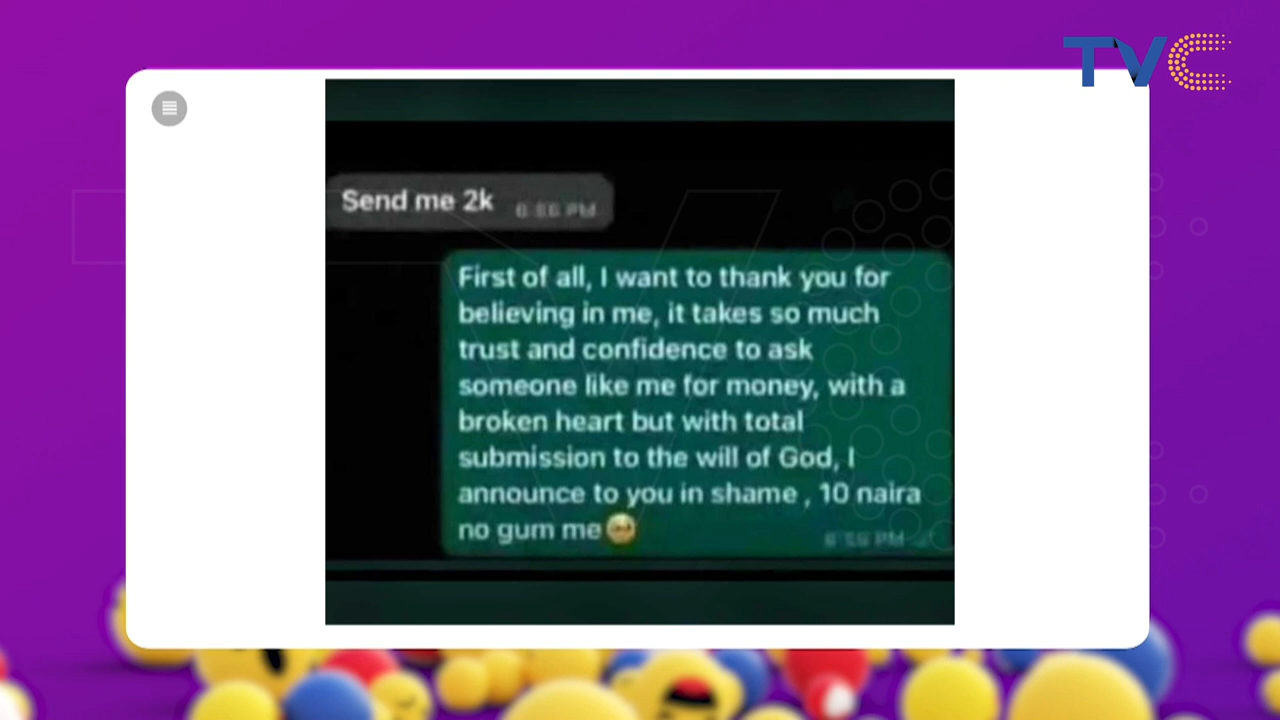 TVC
Send me 2k
First of all, I want to thank you for
believing in me, it takes so much
trust and confidence to ask
someone like me for money, with a
broken heart but with total
submission to the will of God, I
announce to you in shame , 10 naira
no gum me🥹